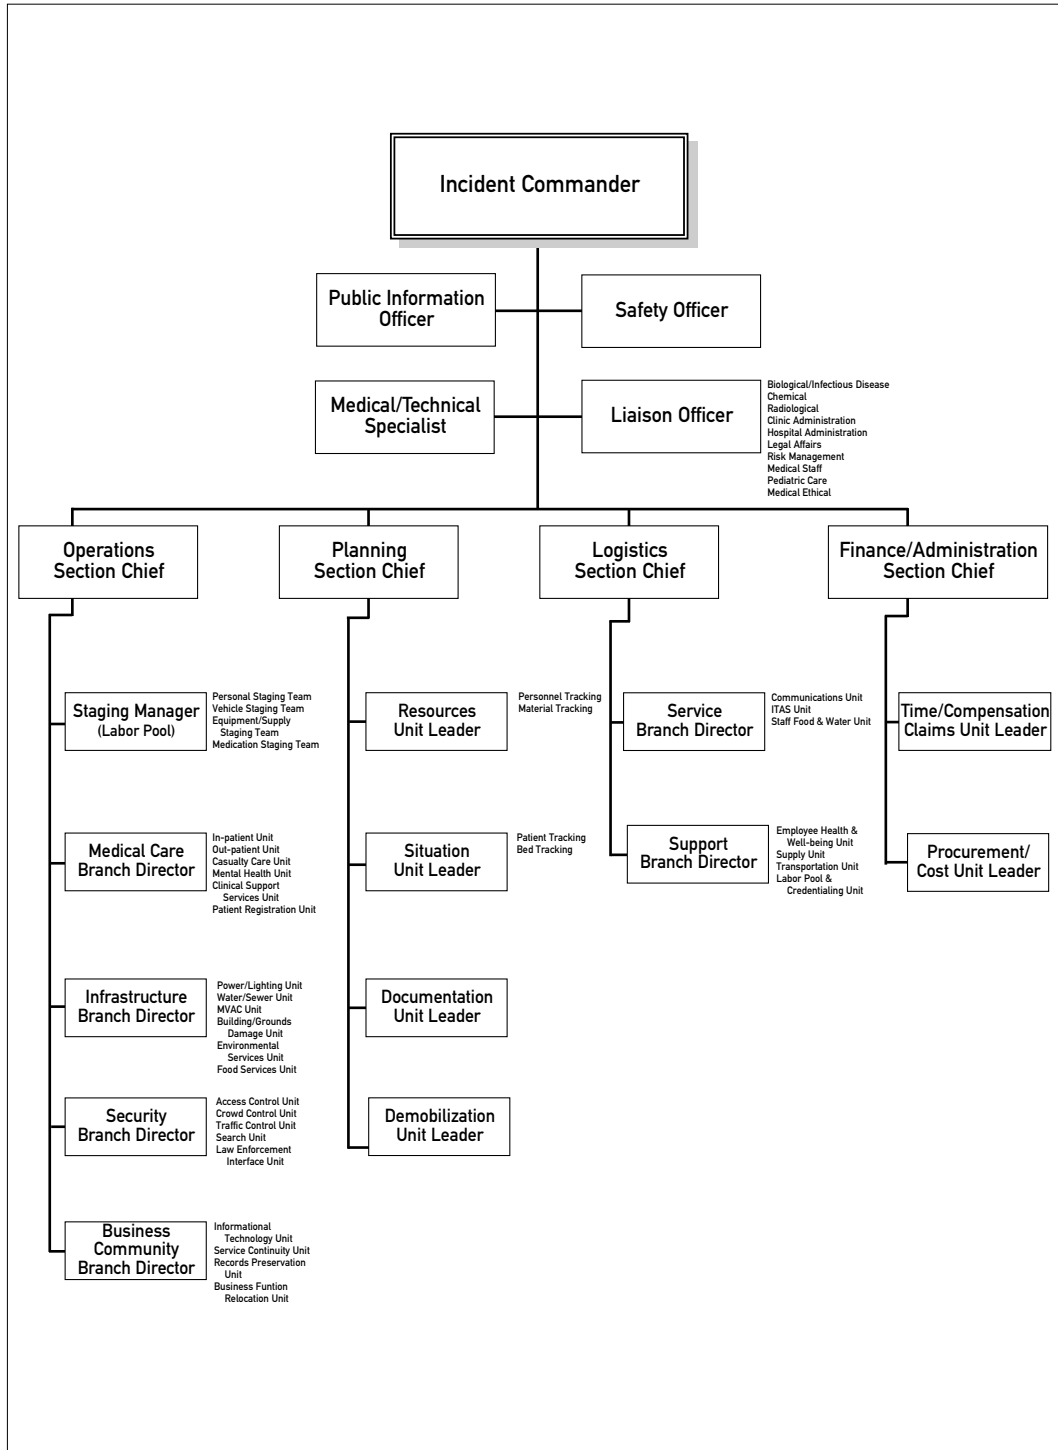 Incident Commander
Public Information
Officer
Safety Officer
Medical/Technical
Specialist
Liaison Officer
Biological/Infectious Disease
Chemical
Radiological
Clinic Administration
Hospital Administration
Legal Affairs
Risk Management
Medical Staff
Pediatric Care
Medical Ethical
Operations
Section Chief
Planning
Section Chief
Logistics
Section Chief
Finance/Administration
Section Chief
Staging Manager
(Labor Pool)
Personal Staging Team
Vehicle Staging Team
Equipment/Supply
Staging Team
Medication Staging Team
Resources
Unit Leader
Personnel Tracking
Material Tracking
Service
Branch Director
Communications Unit
ITAS Unit
Staff Food & Water Unit
Time/Compensation
Claims Unit Leader
Medical Care
Branch Director
In-patient Unit
Out-patient Unit
Casualty Care Unit
Mental Health Unit
Clinical Support
Services Unit
Patient Registration Unit
Situation
Unit Leader
Patient Tracking
Bed Tracking
Support
Branch Director
Employee Health &
Well-being Unit
Supply Unit
Transportation Unit
Labor Pool &
Credentialing Unit
Procurement/
Cost Unit Leader
Infrastructure
Branch Director
Power/Lighting Unit
Water/Sewer Unit
MVAC Unit
Building/Grounds
Damage Unit
Environmental
Services Unit
Food Services Unit
Documentation
Unit Leader
Security
Branch Director
Access Control Unit
Crowd Control Unit
Traffic Control Unit
Search Unit
Law Enforcement
Interface Unit
Demobilization
Unit Leader
Business
Community
Branch Director
Informational
Technology Unit
Service Continuity Unit
Records Preservation
Unit
Business Funtion
Relocation Unit